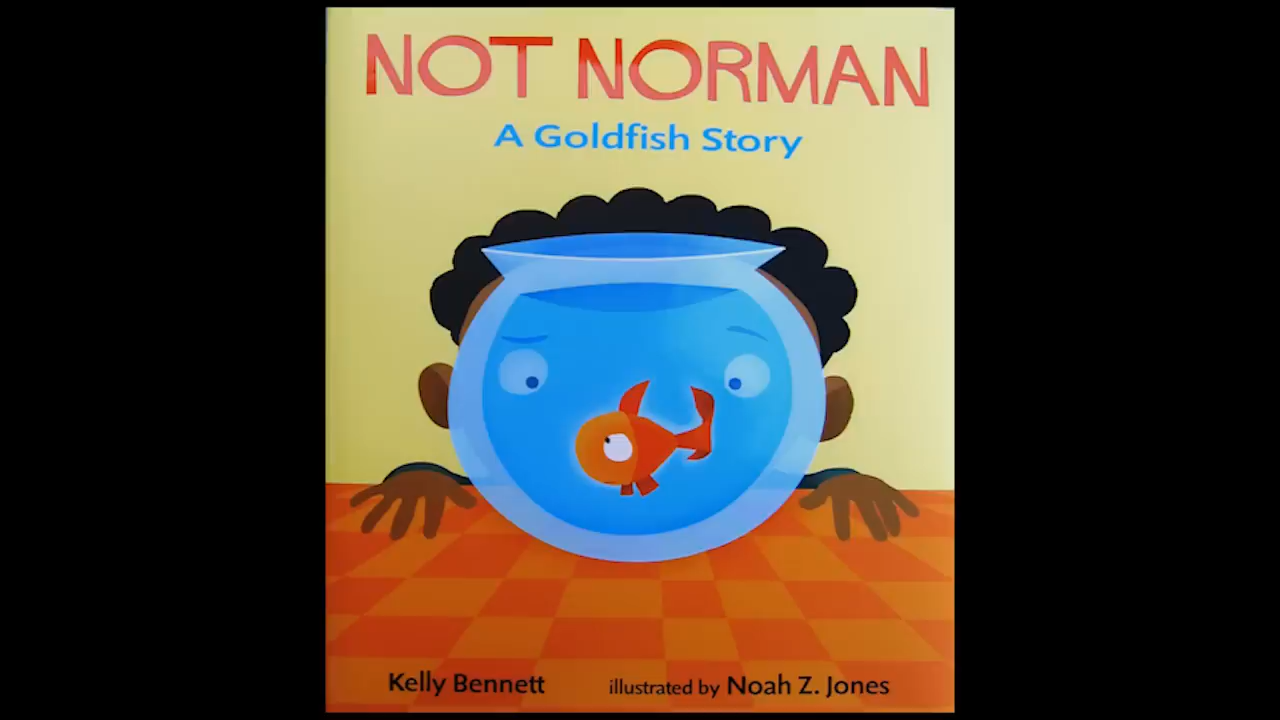 NOT NORMAN
A Goldfish Story
Kelly Bennett
illustrated by Noah Z. Jones